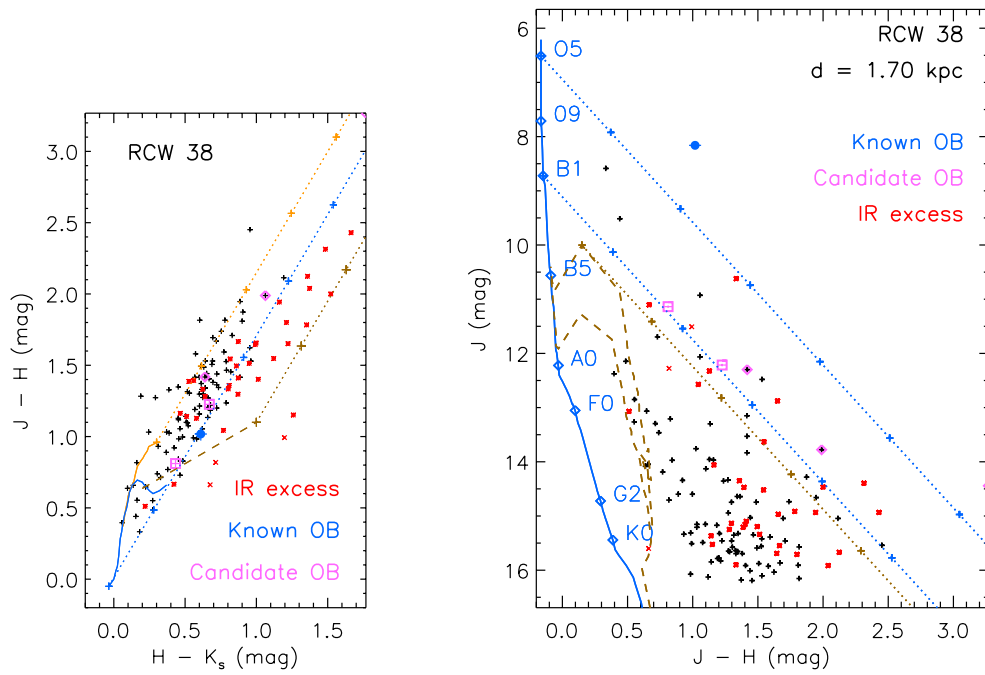 RCW 38
3.0
2.5
2.0
1.5
1.0
0.5
0.0
J – H (mag)
IR excess
Known OB
Candidate OB
0.0 0.5 1.0 1.5
H – Ks (mag)
RCW 38
d = 1.70 kpc
Known OB
Candidate OB
IR excess
O5
O9
B1
B5
A0
F0
G2
K0
6
8
10
12
14
16
J (mag)
0.0 0.5 1.0 1.5 2.0 2.5 3.0
J – H (mag)